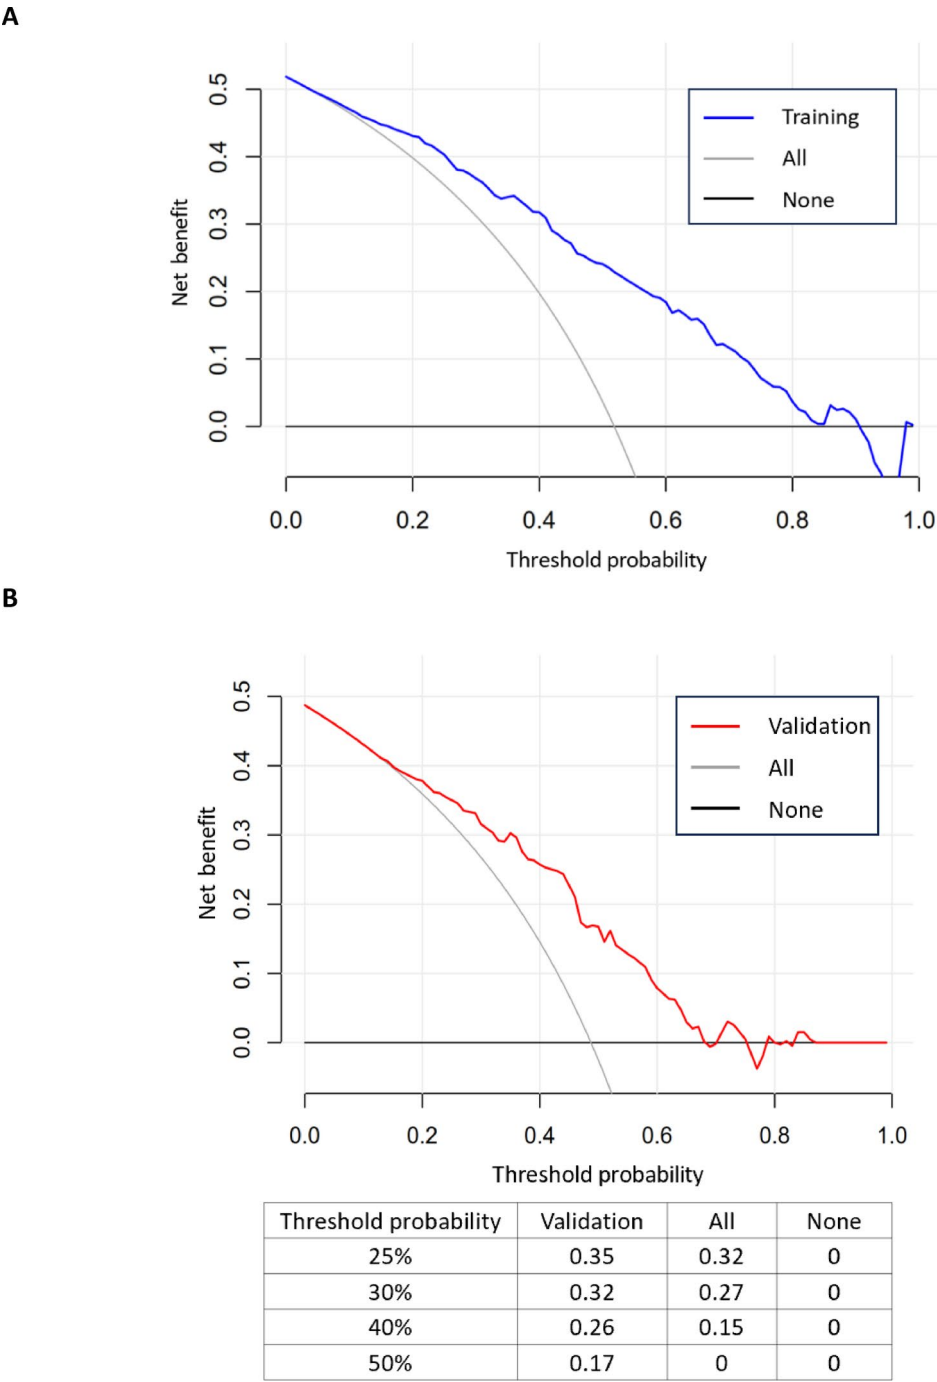 A
Training
All
None
Net benefit
0.5
0.4
0.3
0.2
0.1
0.0
0.0 0.2 0.4 0.6 0.8 1.0
Threshold probability
B
Validation
All
None
Net benefit
0.5
0.4
0.3
0.2
0.1
0.0
0.0 0.2 0.4 0.6 0.8 1.0
Threshold probability
Threshold probability Validation All None
25% 0.35 0.32 0
30% 0.32 0.27 0
40% 0.26 0.15 0
50% 0.17 0 0